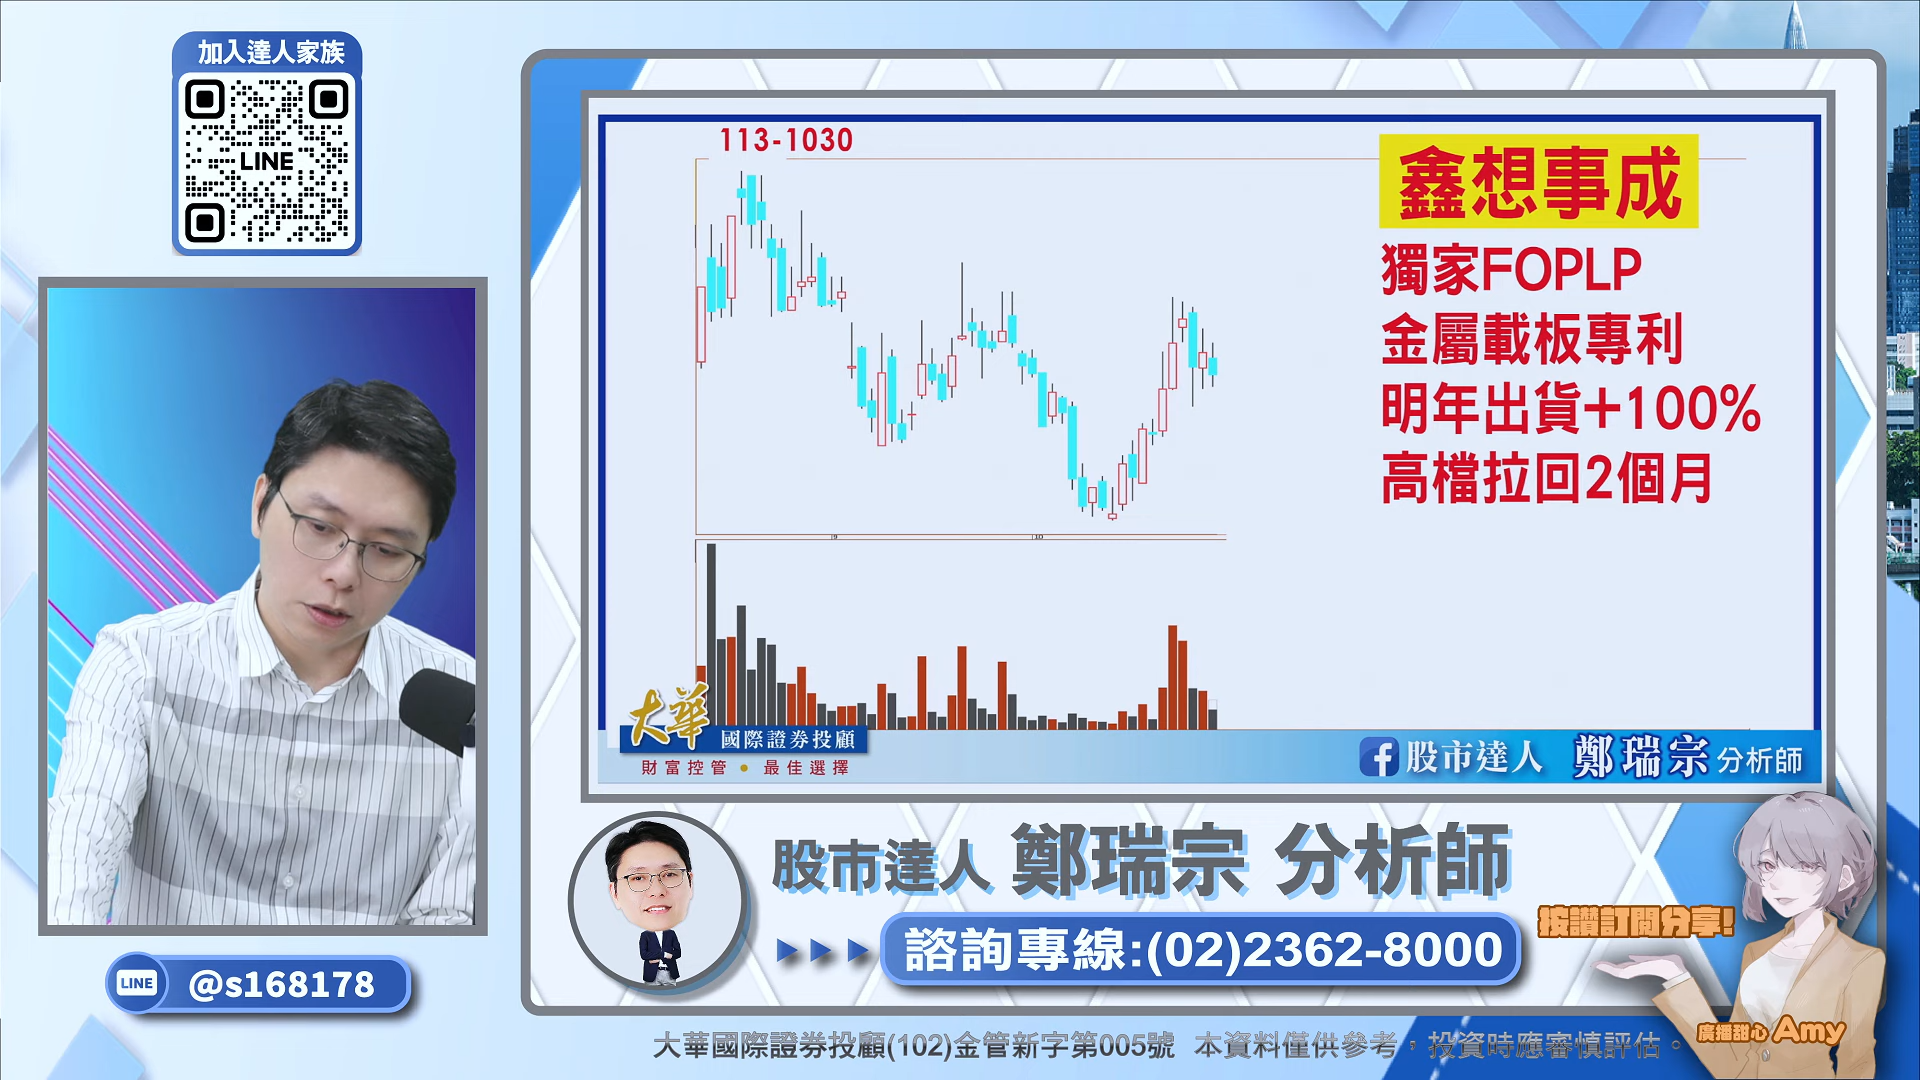 加入達人家族
LINE
113-1030
鑫想事成
獨家FOPLP
金屬載板專利
明年出貨+100%
高檔拉回2個月
9
10
大華
國際證券投顧
財富控管 • 最佳選擇
股市達人 鄭瑞宗 分析師
股市達人 鄭瑞宗 分析師
諮詢專線:(02)2362-8000
按讚訂閱分享!
廣播甜心 Amy
LINE @s168178
大華國際證券投顧(102)金管新字第005號 本資料僅供參考，投資時應審慎評估。